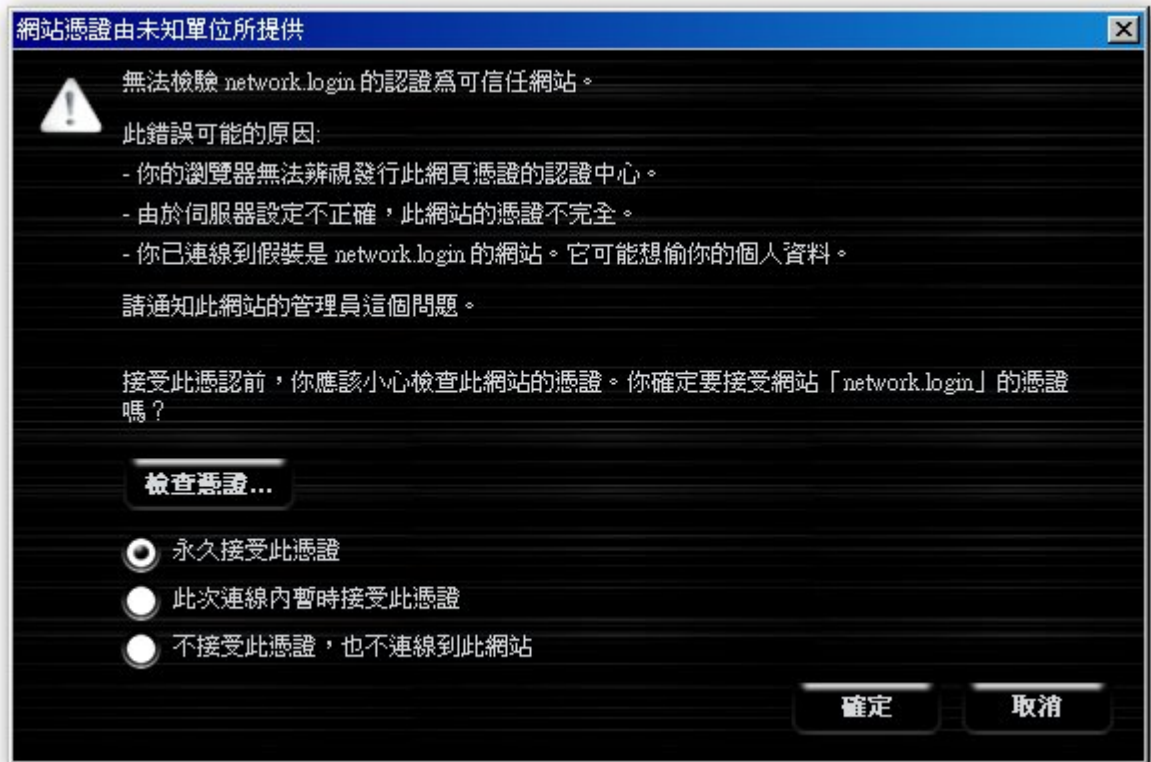 網站憑證由未知單位所提供
無法檢驗 network.login 的認證為可信任網站。
此錯誤可能的原因:
- 你的瀏覽器無法辨視發行此網頁憑證的認證中心。
- 由於伺服器設定不正確，此網站的憑證不完全。
- 你已連線到假裝是 network.login 的網站。它可能想偷你的個人資料。
請通知此網站的管理員這個問題。
接受此憑認前，你應該小心檢查此網站的憑證。你確定要接受網站「network.login」的憑證
嗎？
檢查憑證...
永久接受此憑證
此次連線內暫時接受此憑證
不接受此憑證，也不連線到此網站
確定 取消